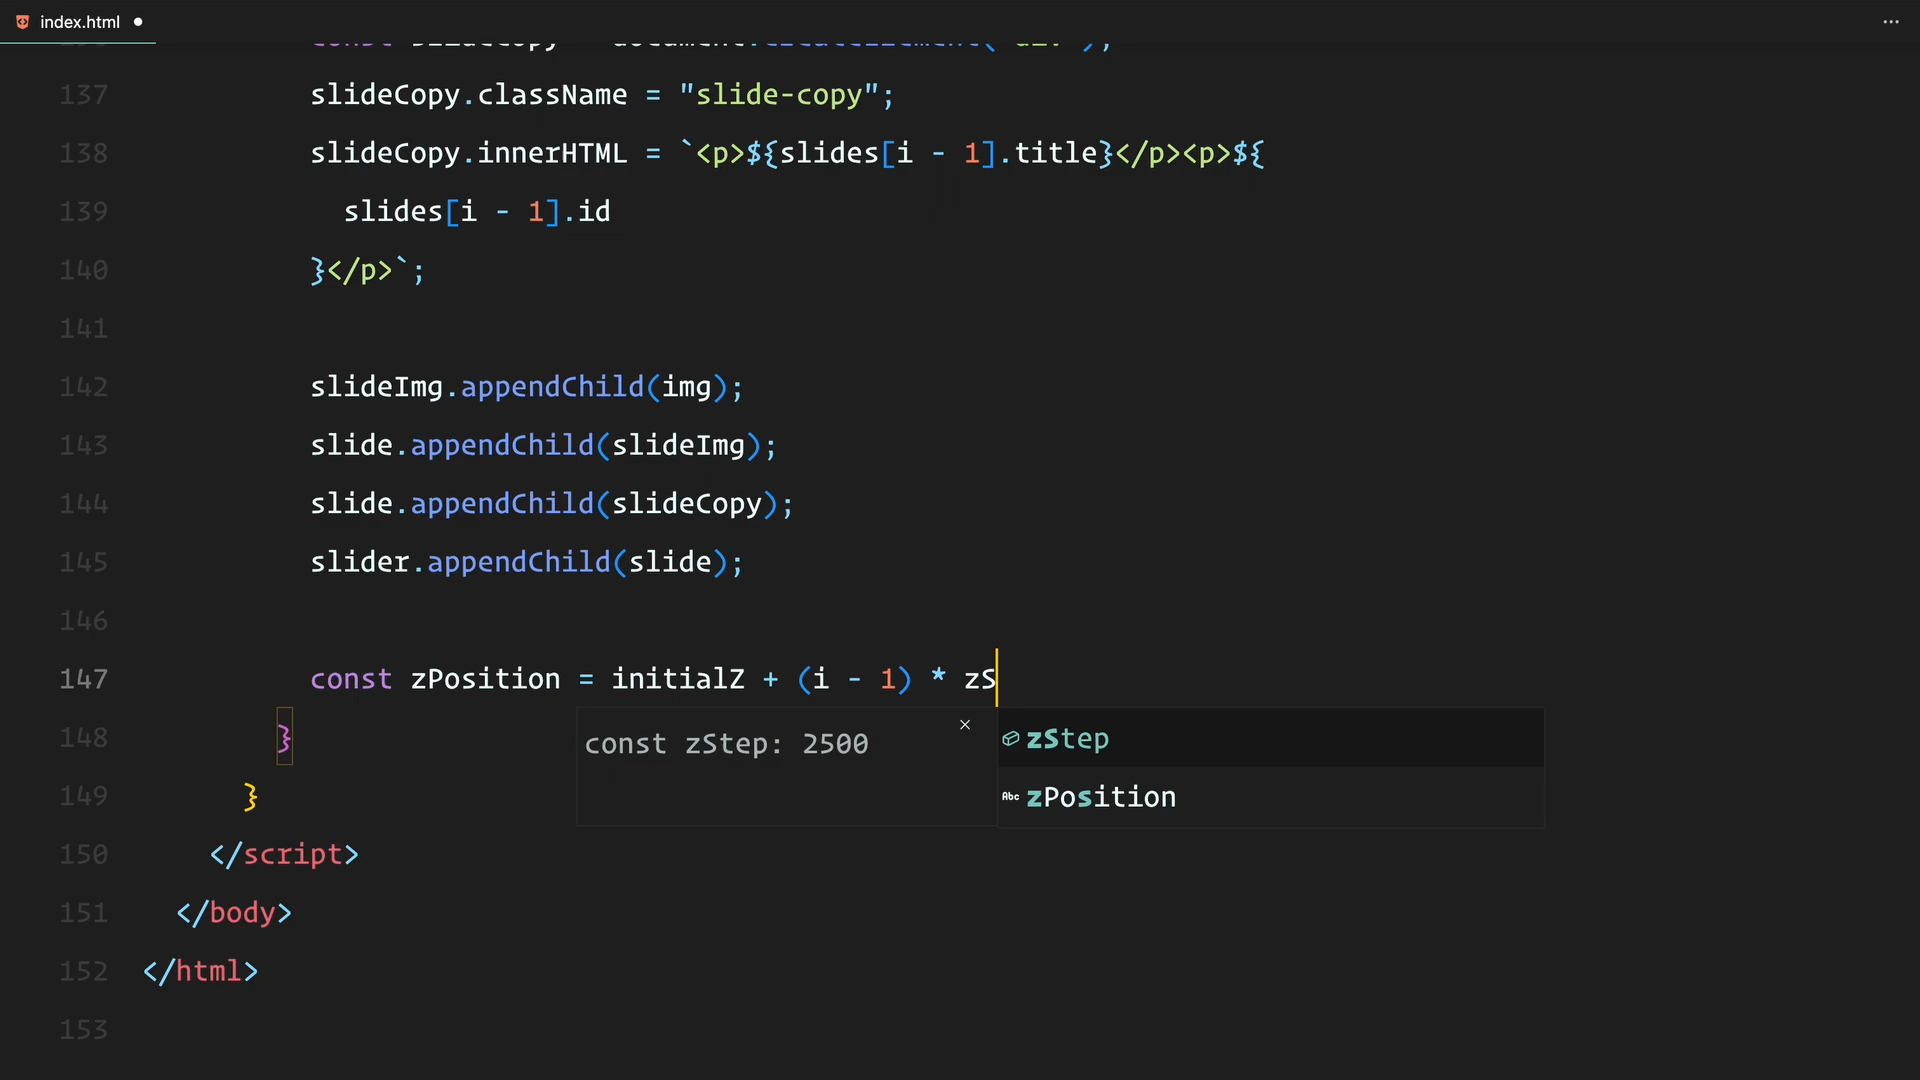 index.html
137 slideCopy.className = "slide-copy";
138 slideCopy.innerHTML = `<p>${slides[i - 1].title}</p><p>${
139 slides[i - 1].id
140 }</p>`;
141
142 slideImg.appendChild(img);
143 slide.appendChild(slideImg);
144 slide.appendChild(slideCopy);
145 slider.appendChild(slide);
146
147 const zPosition = initialZ + (i - 1) * zS
148 }
const zStep: 2500
zStep
Abc zPosition
149 }
150 </script>
151 </body>
152 </html>
153